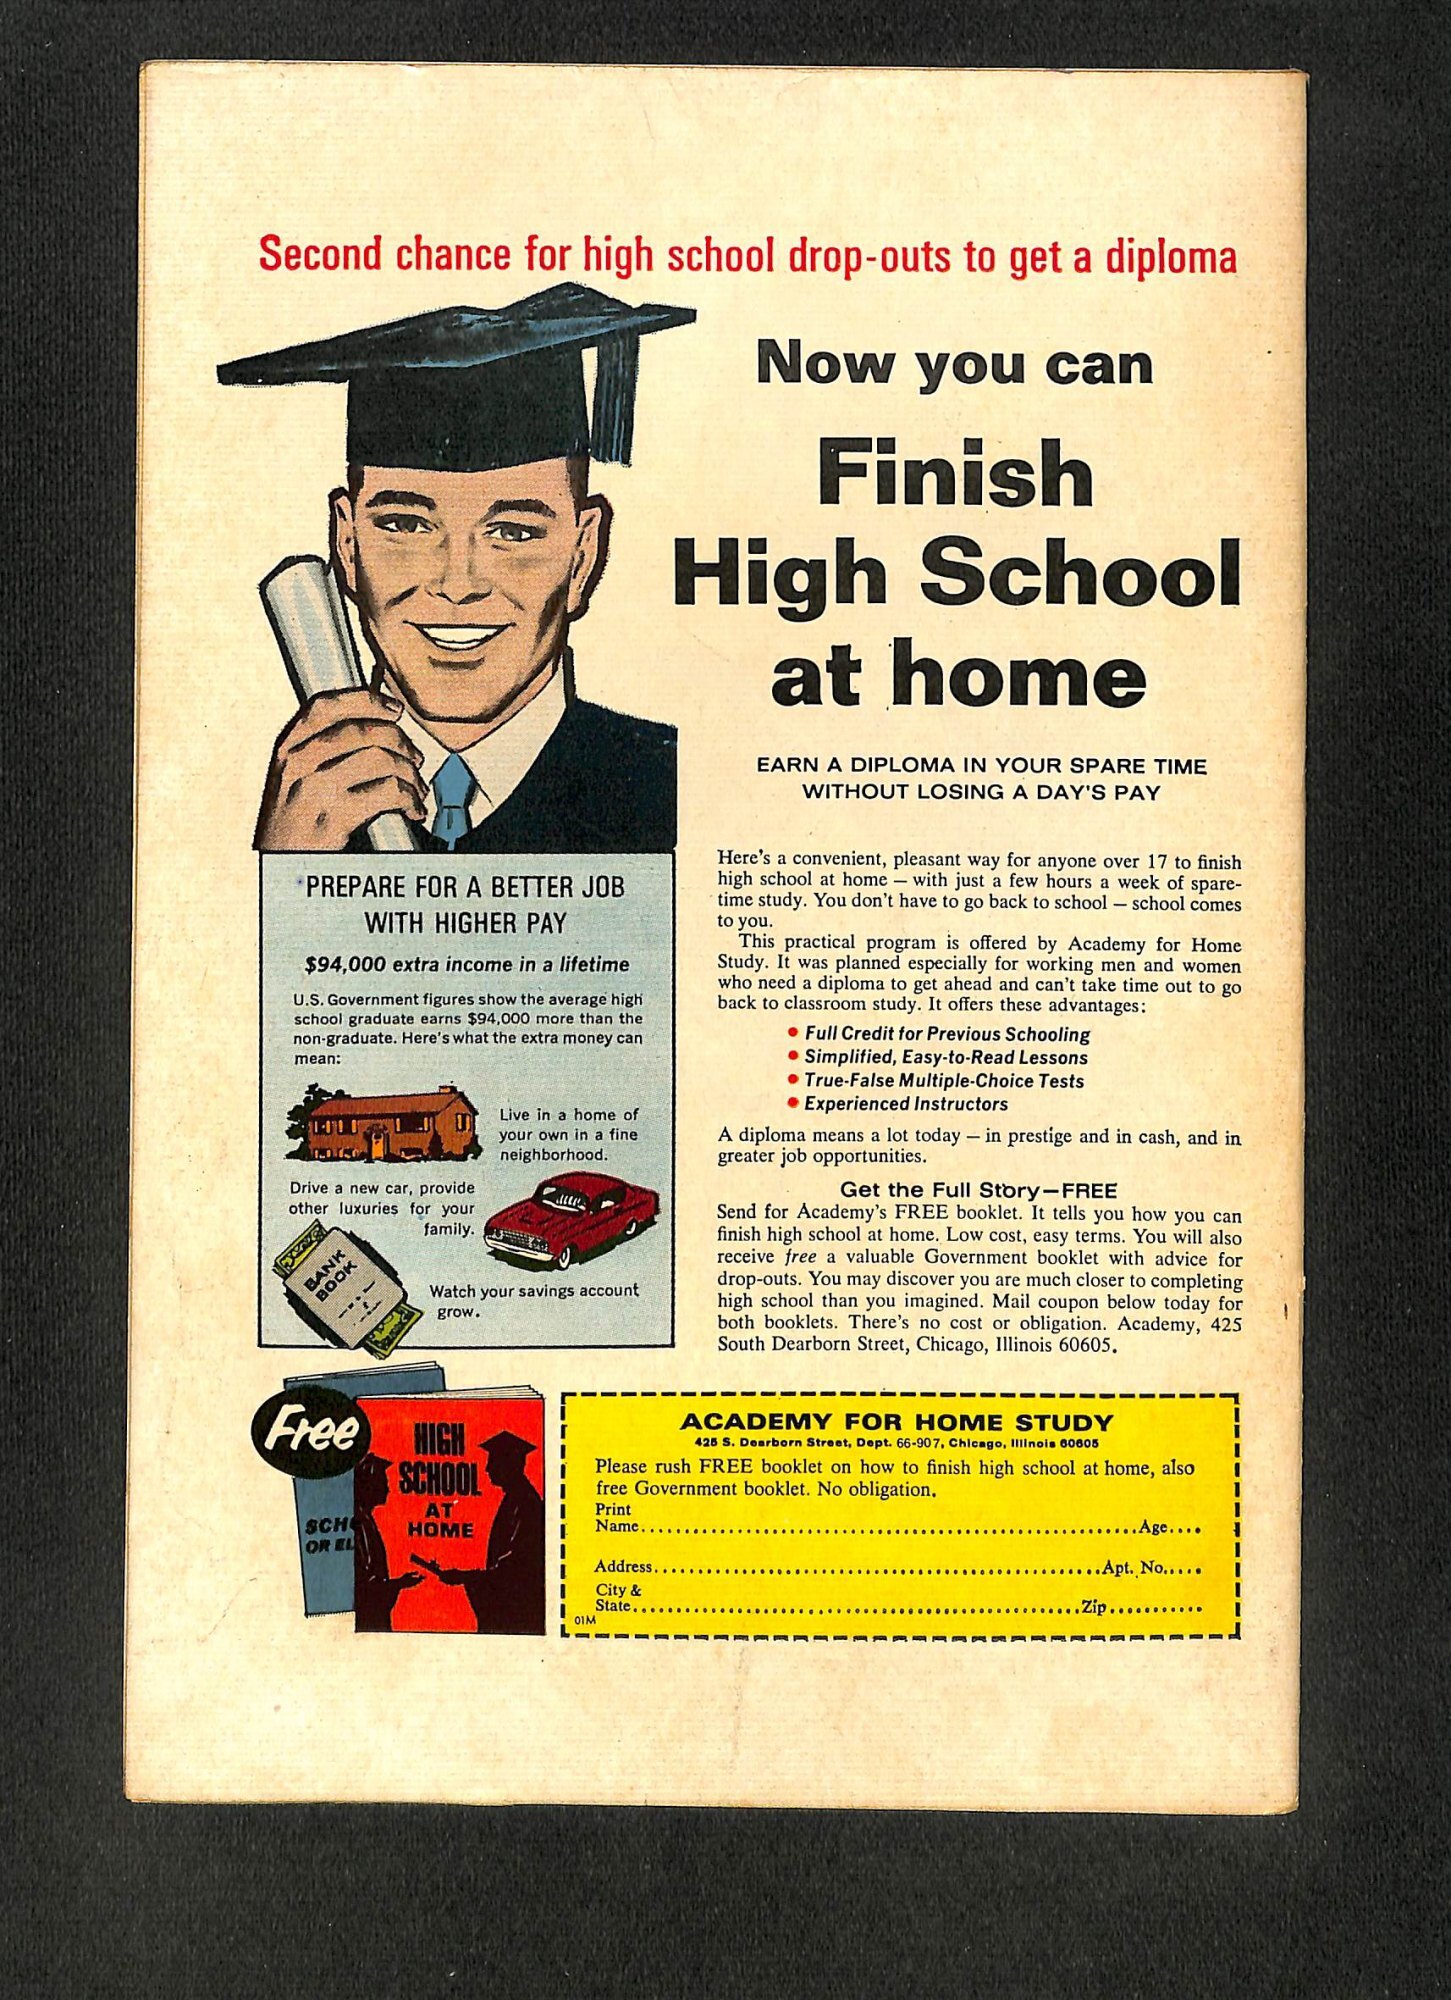 Second chance for high school drop-outs to get a diploma
Now you can
Finish
High School
at home
EARN A DIPLOMA IN YOUR SPARE TIME
WITHOUT LOSING A DAY'S PAY
Here's a convenient, pleasant way for anyone over 17 to finish
high school at home — with just a few hours a week of spare-
time study. You don't have to go back to school — school comes
to you.
This practical program is offered by Academy for Home
Study. It was planned especially for working men and women
who need a diploma to get ahead and can't take time out to go
back to classroom study. It offers these advantages:
• Full Credit for Previous Schooling
• Simplified, Easy-to-Read Lessons
• True-False Multiple-Choice Tests
• Experienced Instructors
A diploma means a lot today — in prestige and in cash, and in
greater job opportunities.
Get the Full Story—FREE
Send for Academy's FREE booklet. It tells you how you can
finish high school at home. Low cost, easy terms. You will also
receive free a valuable Government booklet with advice for
drop-outs. You may discover you are much closer to completing
high school than you imagined. Mail coupon below today for
both booklets. There's no cost or obligation. Academy, 425
South Dearborn Street, Chicago, Illinois 60605.
PREPARE FOR A BETTER JOB
WITH HIGHER PAY
$94,000 extra income in a lifetime
U.S. Government figures show the average high
school graduate earns $94,000 more than the
non-graduate. Here's what the extra money can
mean:
Live in a home of
your own in a fine
neighborhood.
Drive a new car, provide
other luxuries for your
family.
BANK
BOOK
Watch your savings account
grow.
Free
SCH
OR EL
HIGH
SCHOOL
AT
HOME
ACADEMY FOR HOME STUDY
425 S. Dearborn Street, Dept. 66-907, Chicago, Illinois 60605
Please rush FREE booklet on how to finish high school at home, also
free Government booklet. No obligation.
Print
Name........................................Age....
Address........................................Apt. No.....
City &
State........................................Zip...........
01M